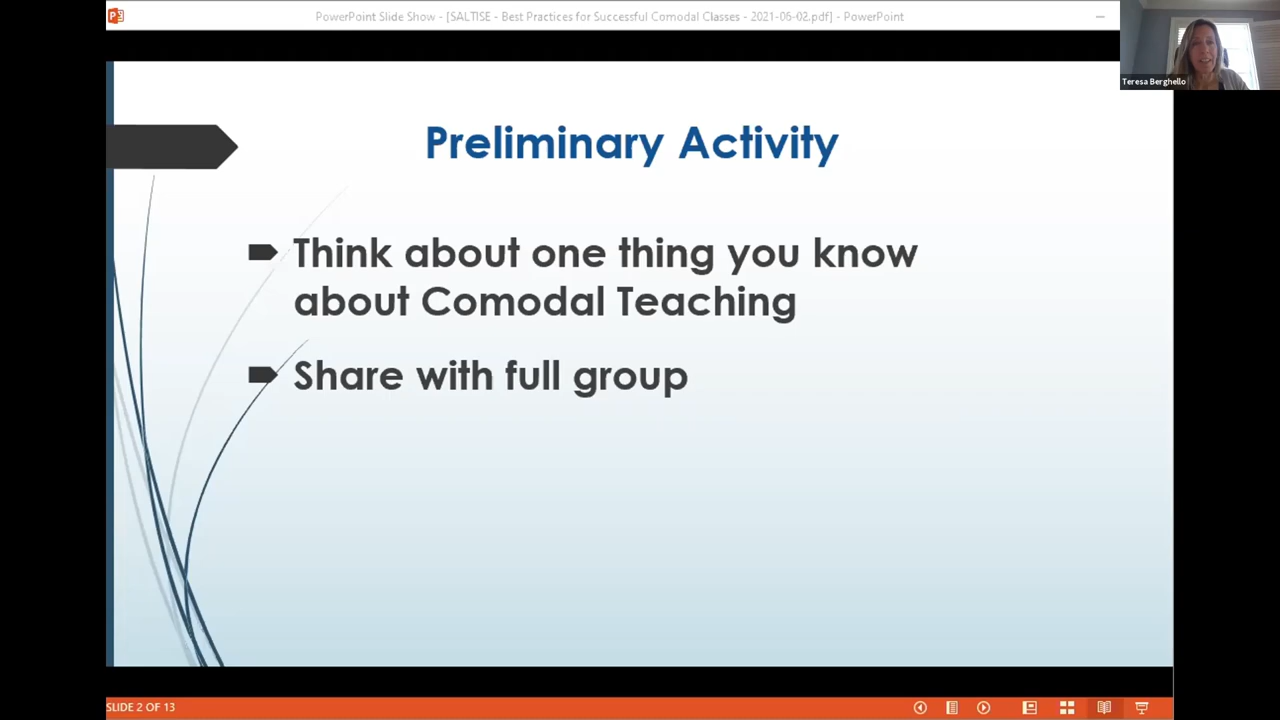 PowerPoint Slide Show - [SALTISE - Best Practices for Successful Comodal Classes - 2021-06-02.pdf] - PowerPoint
Teresa Berghello
Preliminary Activity
Think about one thing you know
about Comodal Teaching
Share with full group
SLIDE 2 OF 13